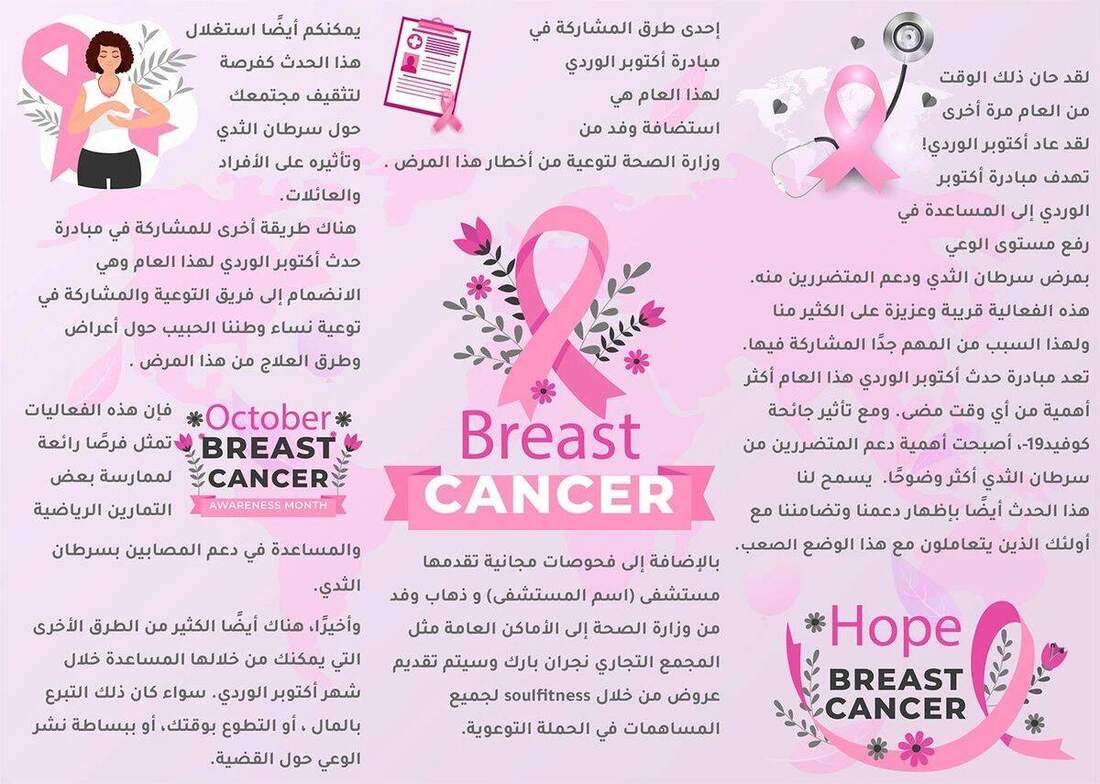 لقد حان ذلك الوقت
من العام مرة أخرى
لقد عاد أكتوبر الوردي!
تهدف مبادرة أكتوبر
الوردي إلى المساعدة في
رفع مستوى الوعي
بمرض سرطان الثدي ودعم المتضررين منه.
هذه الفعالية قريبة وعزيزة على الكثير منا
ولهذا السبب من المهم جدًا المشاركة فيها.
تعد مبادرة حدث أكتوبر الوردي هذا العام أكثر
أهمية من أي وقت مضى. ومع تأثير جائحة
كوفيد19-، أصبحت أهمية دعم المتضررين من
سرطان الثدي أكثر وضوحًا. يسمح لنا
هذا الحدث أيضًا بإظهار دعمنا وتضامننا مع
أولئك الذين يتعاملون مع هذا الوضع الصعب.
Hope
BREAST
CANCER
إحدى طرق المشاركة في
مبادرة أكتوبر الوردي
لهذا العام هي
استضافة وفد من
وزارة الصحة لتوعية من أخطار هذا المرض .
Breast
CANCER
بالإضافة إلى فحوصات مجانية تقدمها
مستشفى (اسم المستشفى) و ذهاب وفد
من وزارة الصحة إلى الأماكن العامة مثل
المجمع التجاري نجران بارك وسيتم تقديم
عروض من خلال soulfitness لجميع
المساهمات في الحملة التوعوية.
يمكنكم أيضًا استغلال
هذا الحدث كفرصة
لتثقيف مجتمعك
حول سرطان الثدي
وتأثيره على الأفراد
والعائلات.
هناك طريقة أخرى للمشاركة في مبادرة
حدث أكتوبر الوردي لهذا العام وهي
الانضمام إلى فريق التوعية والمشاركة في
توعية نساء وطننا الحبيب حول أعراض
وطرق العلاج من هذا المرض .
October
BREAST
CANCER
AWARENESS MONTH
فإن هذه الفعاليات
تمثل فرصًا رائعة
لممارسة بعض
التمارين الرياضية
والمساعدة في دعم المصابين بسرطان
الثدي.
وأخيرًا، هناك أيضًا الكثير من الطرق الأخرى
التي يمكنك من خلالها المساعدة خلال
شهر أكتوبر الوردي. سواء كان ذلك التبرع
بالمال ، أو التطوع بوقتك، أو ببساطة نشر
الوعي حول القضية.